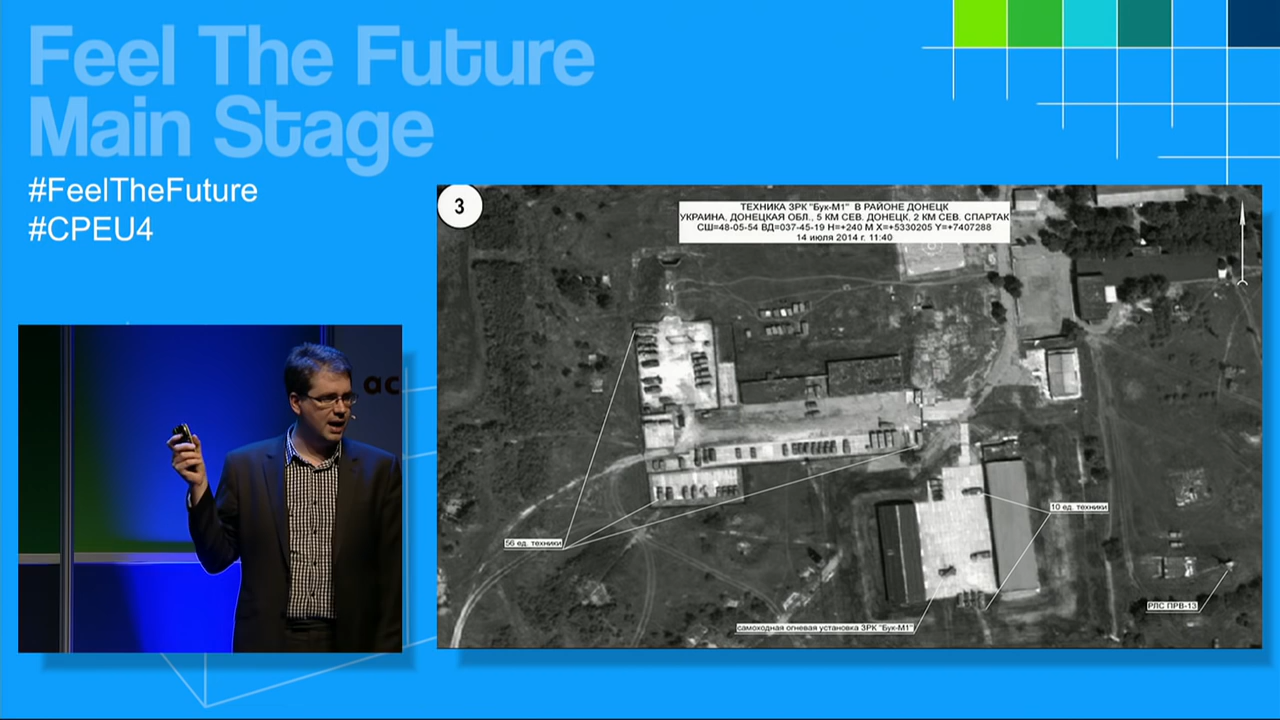 Feel The Future
Main Stage
#FeelTheFuture
#CPEU4
ac
3
ТЕХНИКА ЗРК "Бук-М1" В РАЙОНЕ ДОНЕЦК
УКРАИНА, ДОНЕЦКАЯ ОБЛ., 5 КМ СЕВ. ДОНЕЦК, 2 КМ СЕВ. СПАРТАК
СШ=48-05-54 ВД=037-45-19 Н=+240 М X=+5330205 Y=+7407288
14 июля 2014 г. 11:40
10 ед. техники
56 ед. техники
РЛС ПРВ-13
самоходная огневая установка ЗРК "Бук-М1"